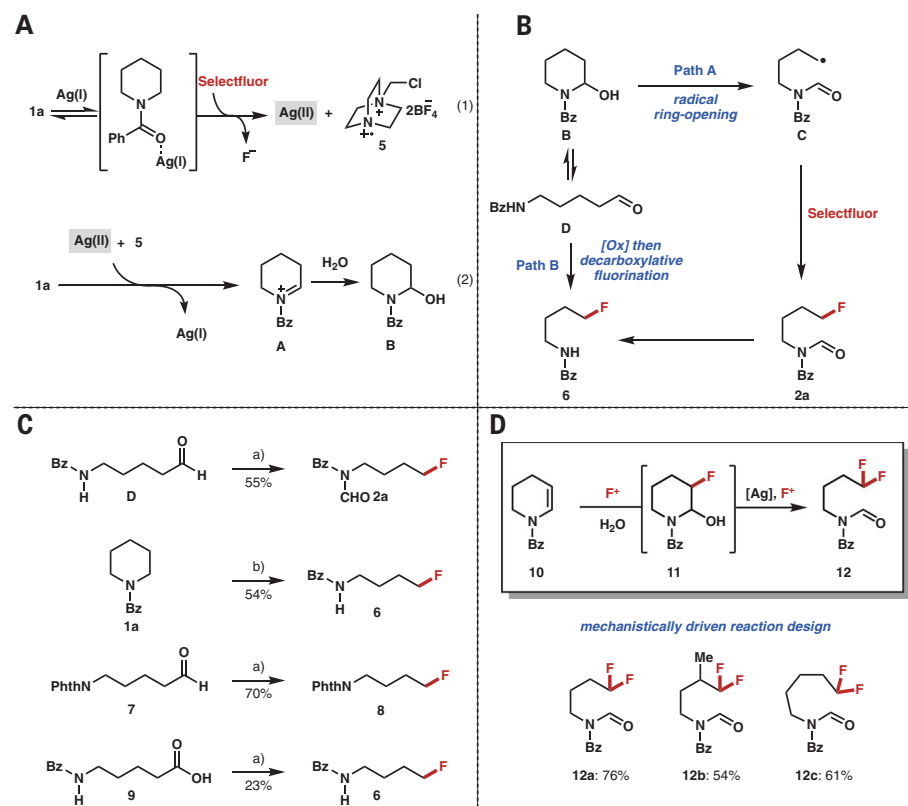 A
1a
Ag(I)
N
Ph
O
Ag(I)
Selectfluor
F−
Ag(II)
+
Cl
N+
N
+•
2BF4−
5
(1)
1a
Ag(II) + 5
Ag(I)
N
+
Bz
A
H2O
N
OH
Bz
B
(2)
B
N
OH
Bz
B
Path A
radical
ring-opening
•
N
O
Bz
C
BzHN
O
D
Selectfluor
Path B
[Ox] then
decarboxylative
fluorination
F
NH
Bz
6
F
N
O
Bz
2a
C
Bz
N
H
O
H
D
a)
55%
Bz
N
CHO
F
2a
N
Bz
1a
b)
54%
Bz
N
H
F
6
PhthN
O
H
7
a)
70%
PhthN
F
8
Bz
N
H
O
OH
9
a)
23%
Bz
N
H
F
6
D
N
Bz
10
F+
H2O
F
N
OH
Bz
11
[Ag], F+
F
F
N
O
Bz
12
mechanistically driven reaction design
F
F
N
O
Bz
12a: 76%
Me
F
F
N
O
Bz
12b: 54%
F
F
N
O
Bz
12c: 61%